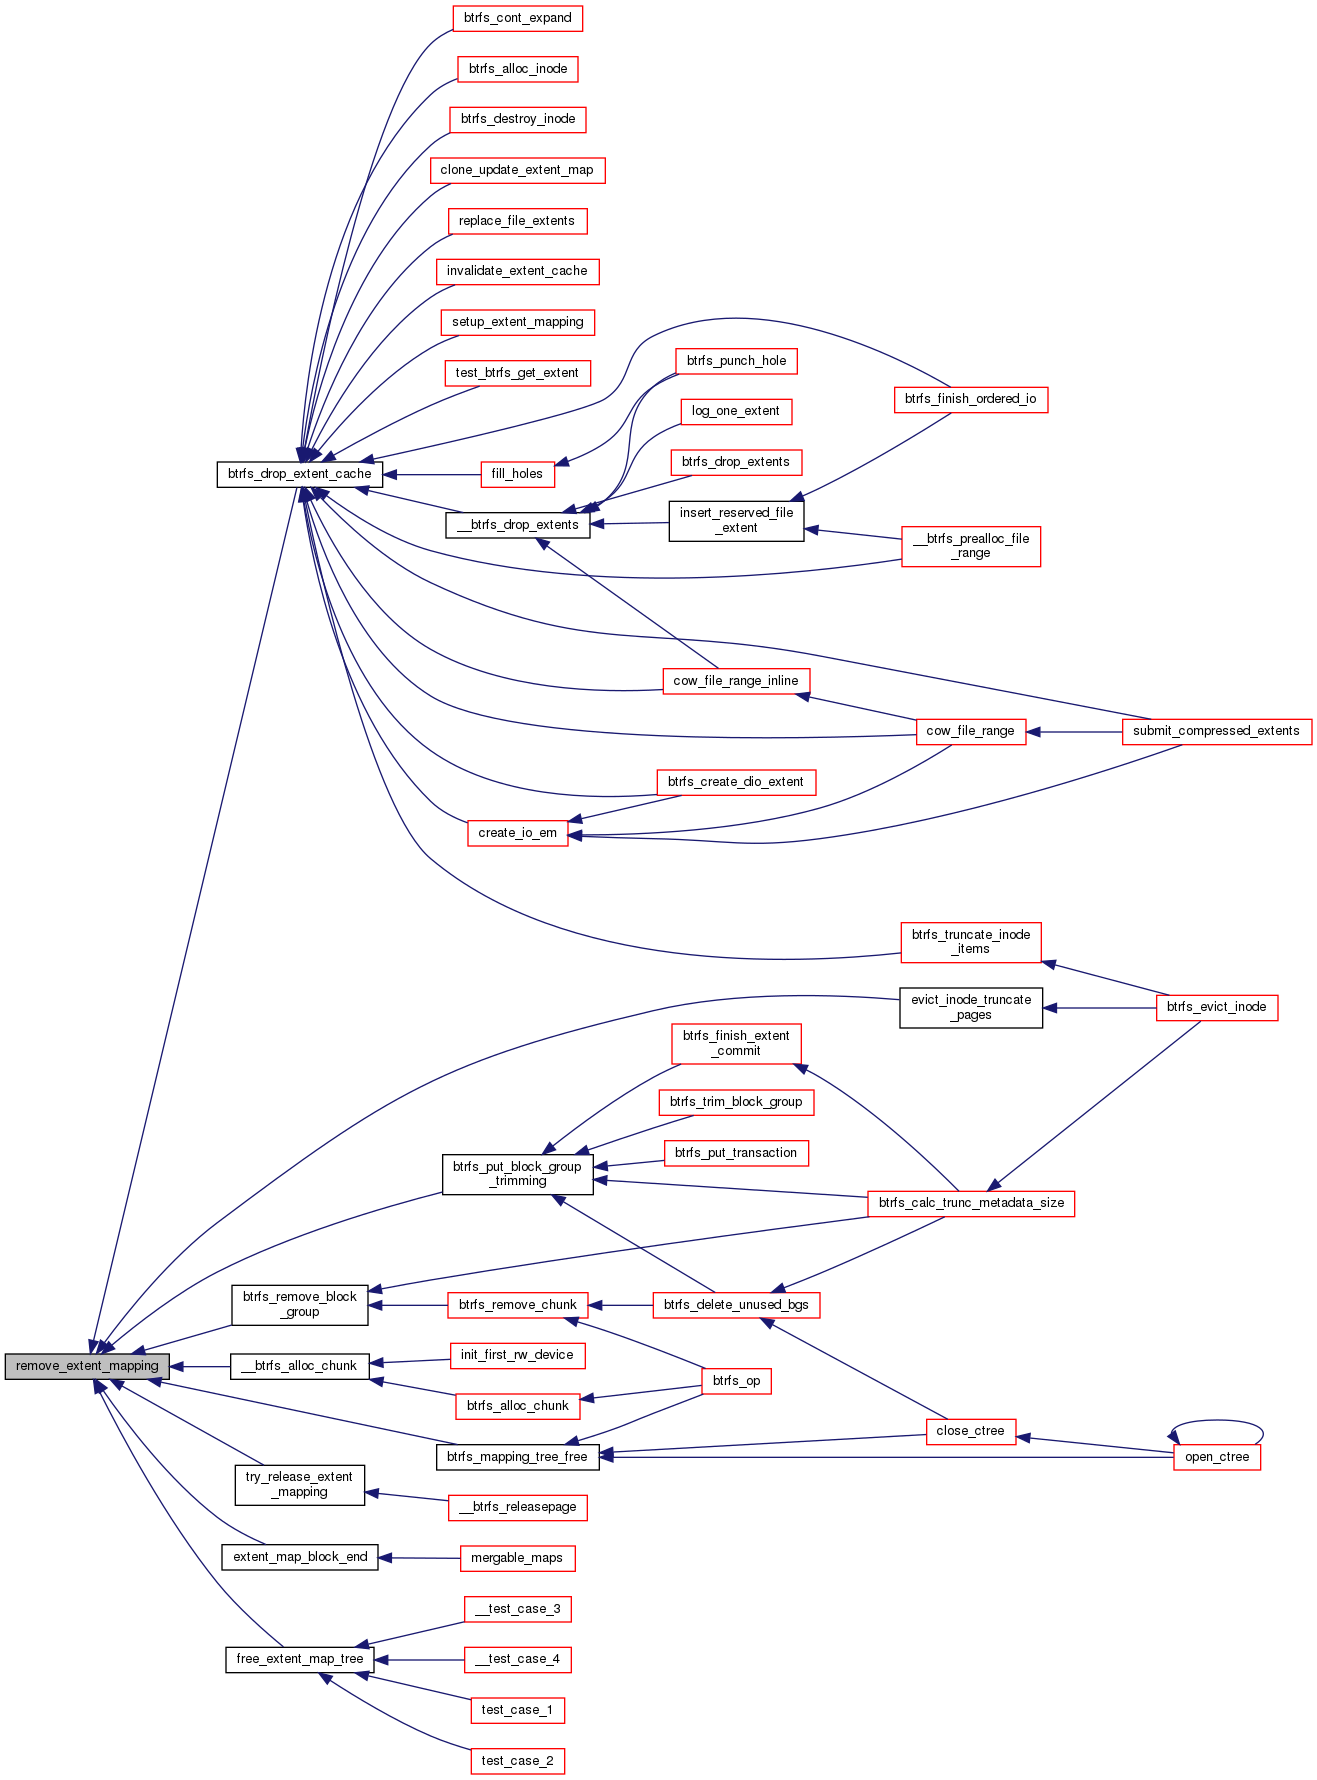 btrfs_cont_expand
btrfs_alloc_inode
btrfs_destroy_inode
clone_update_extent_map
replace_file_extents
invalidate_extent_cache
setup_extent_mapping
test_btrfs_get_extent
btrfs_punch_hole
btrfs_finish_ordered_io
log_one_extent
btrfs_drop_extents
btrfs_drop_extent_cache
fill_holes
__btrfs_drop_extents
insert_reserved_file
_extent
__btrfs_prealloc_file
_range
cow_file_range_inline
cow_file_range
submit_compressed_extents
btrfs_create_dio_extent
create_io_em
btrfs_truncate_inode
_items
evict_inode_truncate
_pages
btrfs_evict_inode
btrfs_finish_extent
_commit
btrfs_trim_block_group
btrfs_put_transaction
btrfs_put_block_group
_trimming
btrfs_calc_trunc_metadata_size
btrfs_remove_block
_group
btrfs_remove_chunk
btrfs_delete_unused_bgs
remove_extent_mapping
__btrfs_alloc_chunk
init_first_rw_device
btrfs_op
btrfs_alloc_chunk
close_ctree
btrfs_mapping_tree_free
open_ctree
try_release_extent
_mapping
__btrfs_releasepage
extent_map_block_end
mergable_maps
__test_case_3
free_extent_map_tree
__test_case_4
test_case_1
test_case_2